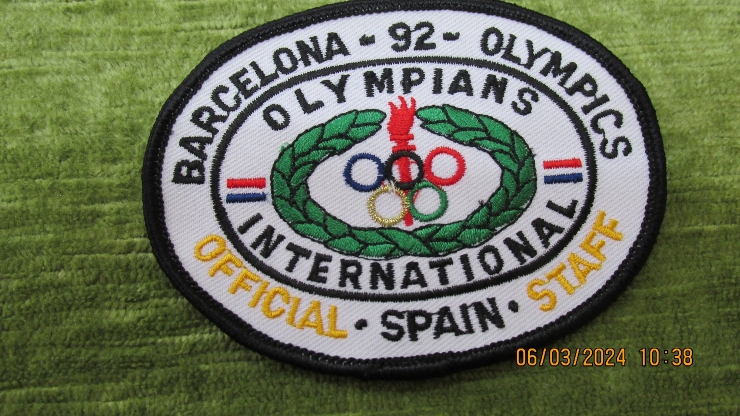 BARCELONA - 92 - OLYMPICS
OLYMPIANS
INTERNATIONAL
OFFICIAL • SPAIN • STAFF
06/03/2024 10:38